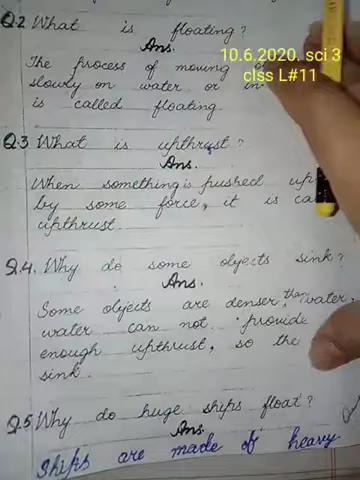 Q.2 What is floating?
Ans.
10.6.2020. sci 3
clss L#11
The process of moving
slowly on water or in
is called floating.
Q.3 What is upthrust?
Ans.
When something is pushed up
by some force, it is ca
upthrust.
Q.4. Why do some objects sink?
Ans.
Some objects are denser, than water.
water can not provide
enough upthrust, so the
sink.
Q.5 Why do huge ships float?
Ans.
Ships are made of heavy